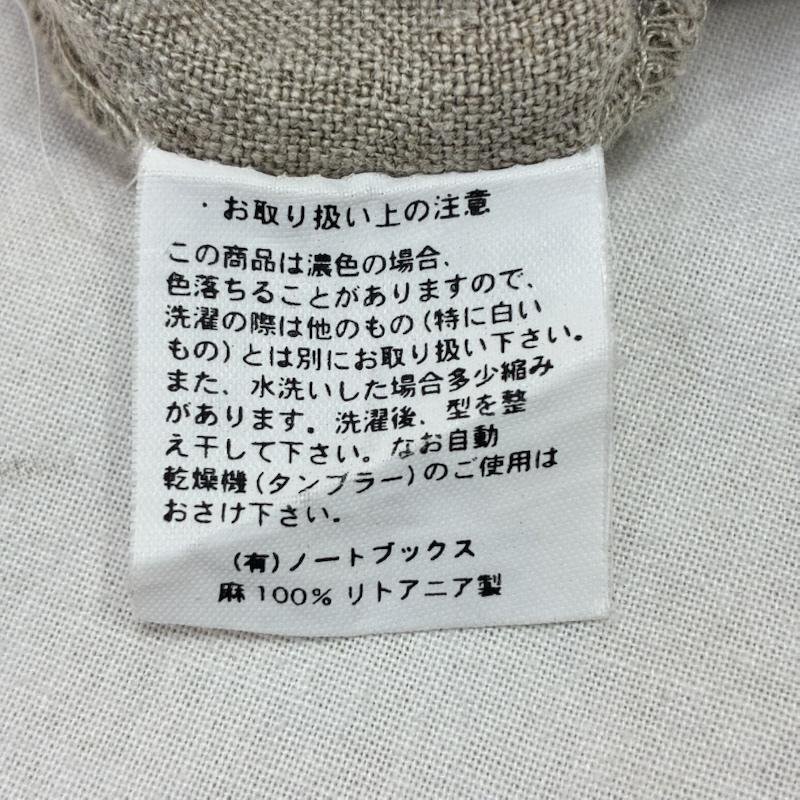 ・お取り扱い上の注意
この商品は濃色の場合、
色落ちることがありますので、
洗濯の際は他のもの(特に白い
もの)とは別にお取り扱い下さい。
また、水洗いした場合多少縮み
があります。洗濯後、型を整
え干して下さい。なお自動
乾燥機(タンブラー)のご使用は
おさけ下さい。
(有)ノートブックス
麻100% リトアニア製